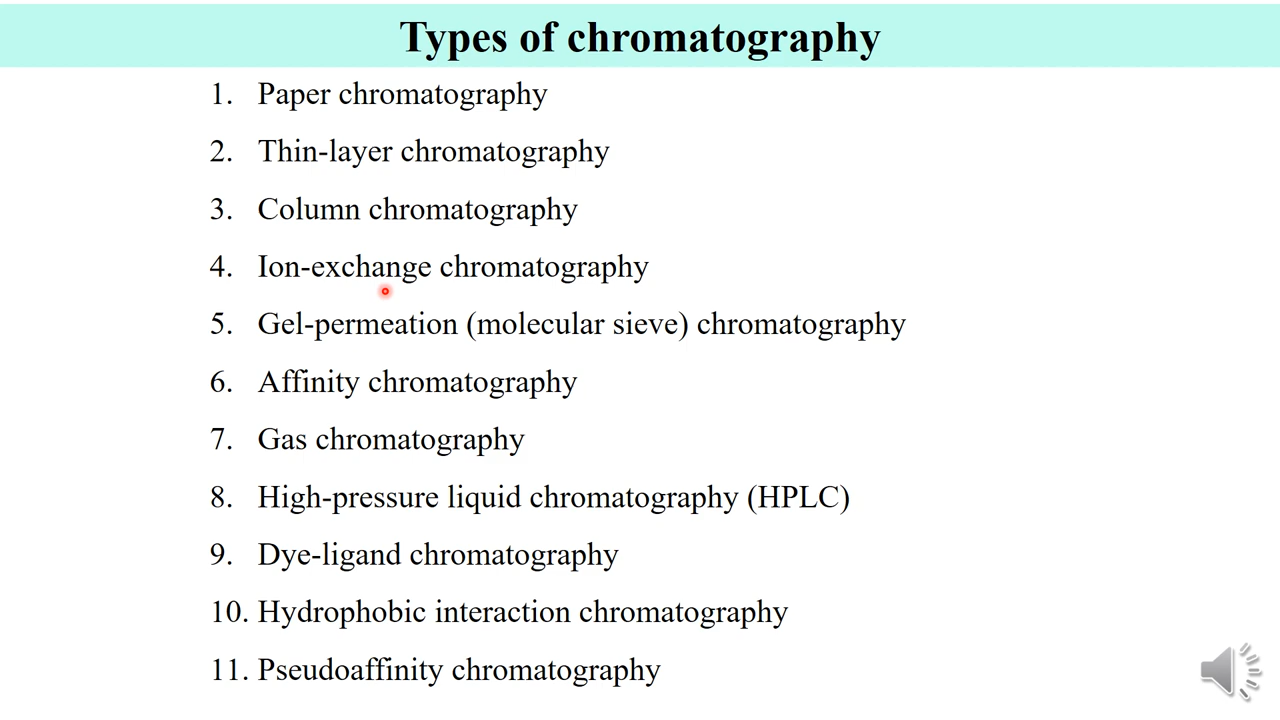 Types of chromatography
1. Paper chromatography
2. Thin-layer chromatography
3. Column chromatography
4. Ion-exchange chromatography
5. Gel-permeation (molecular sieve) chromatography
6. Affinity chromatography
7. Gas chromatography
8. High-pressure liquid chromatography (HPLC)
9. Dye-ligand chromatography
10. Hydrophobic interaction chromatography
11. Pseudoaffinity chromatography